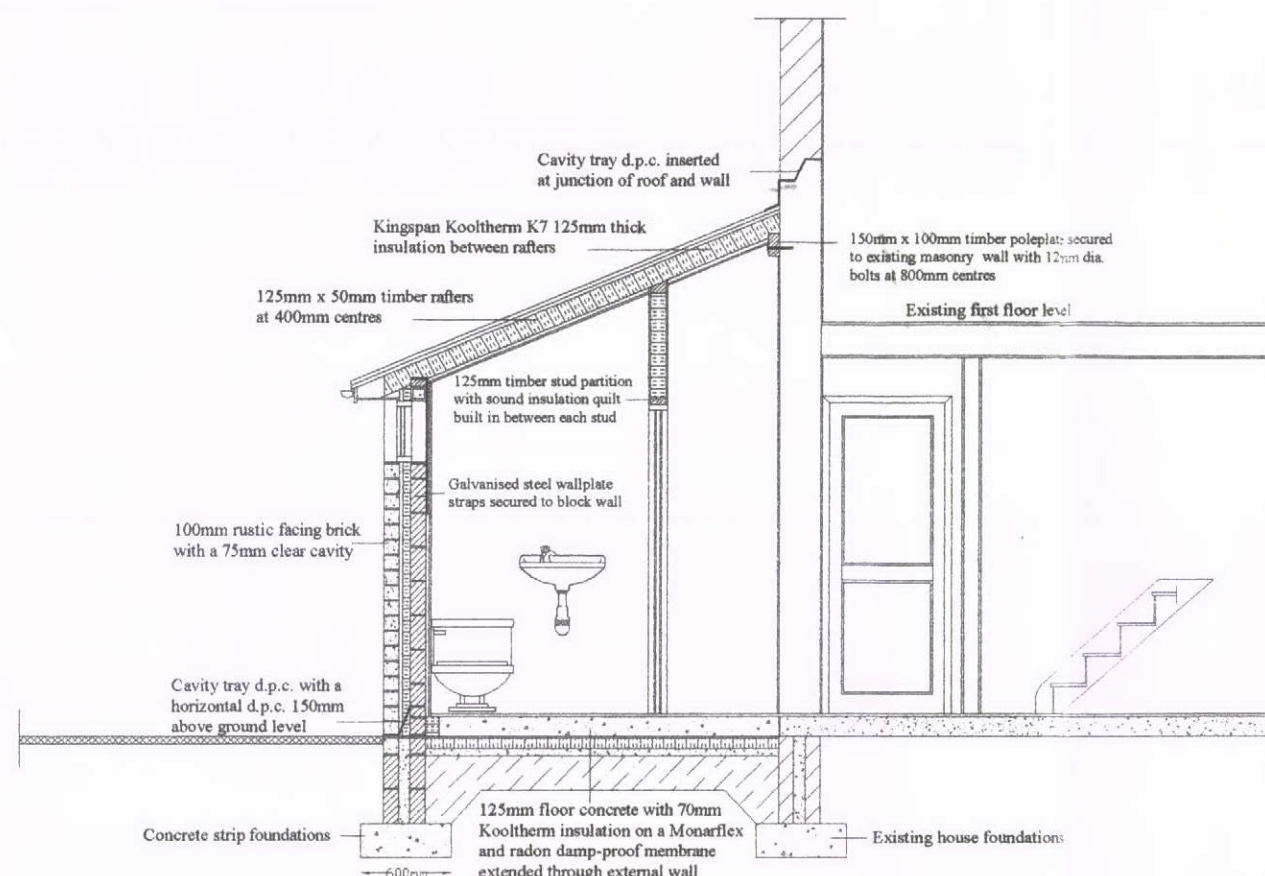 Cavity tray d.p.c. inserted
at junction of roof and wall
Kingspan Kooltherm K7 125mm thick
insulation between rafters
150mm x 100mm timber poleplate secured
to existing masonry wall with 12mm dia.
bolts at 800mm centres
125mm x 50mm timber rafters
at 400mm centres
Existing first floor level
125mm timber stud partition
with sound insulation quilt
built in between each stud
Galvanised steel wallplate
straps secured to block wall
100mm rustic facing brick
with a 75mm clear cavity
Cavity tray d.p.c. with a
horizontal d.p.c. 150mm
above ground level
125mm floor concrete with 70mm
Kooltherm insulation on a Monarflex
and radon damp-proof membrane
extended through external wall
Concrete strip foundations
Existing house foundations
600mm